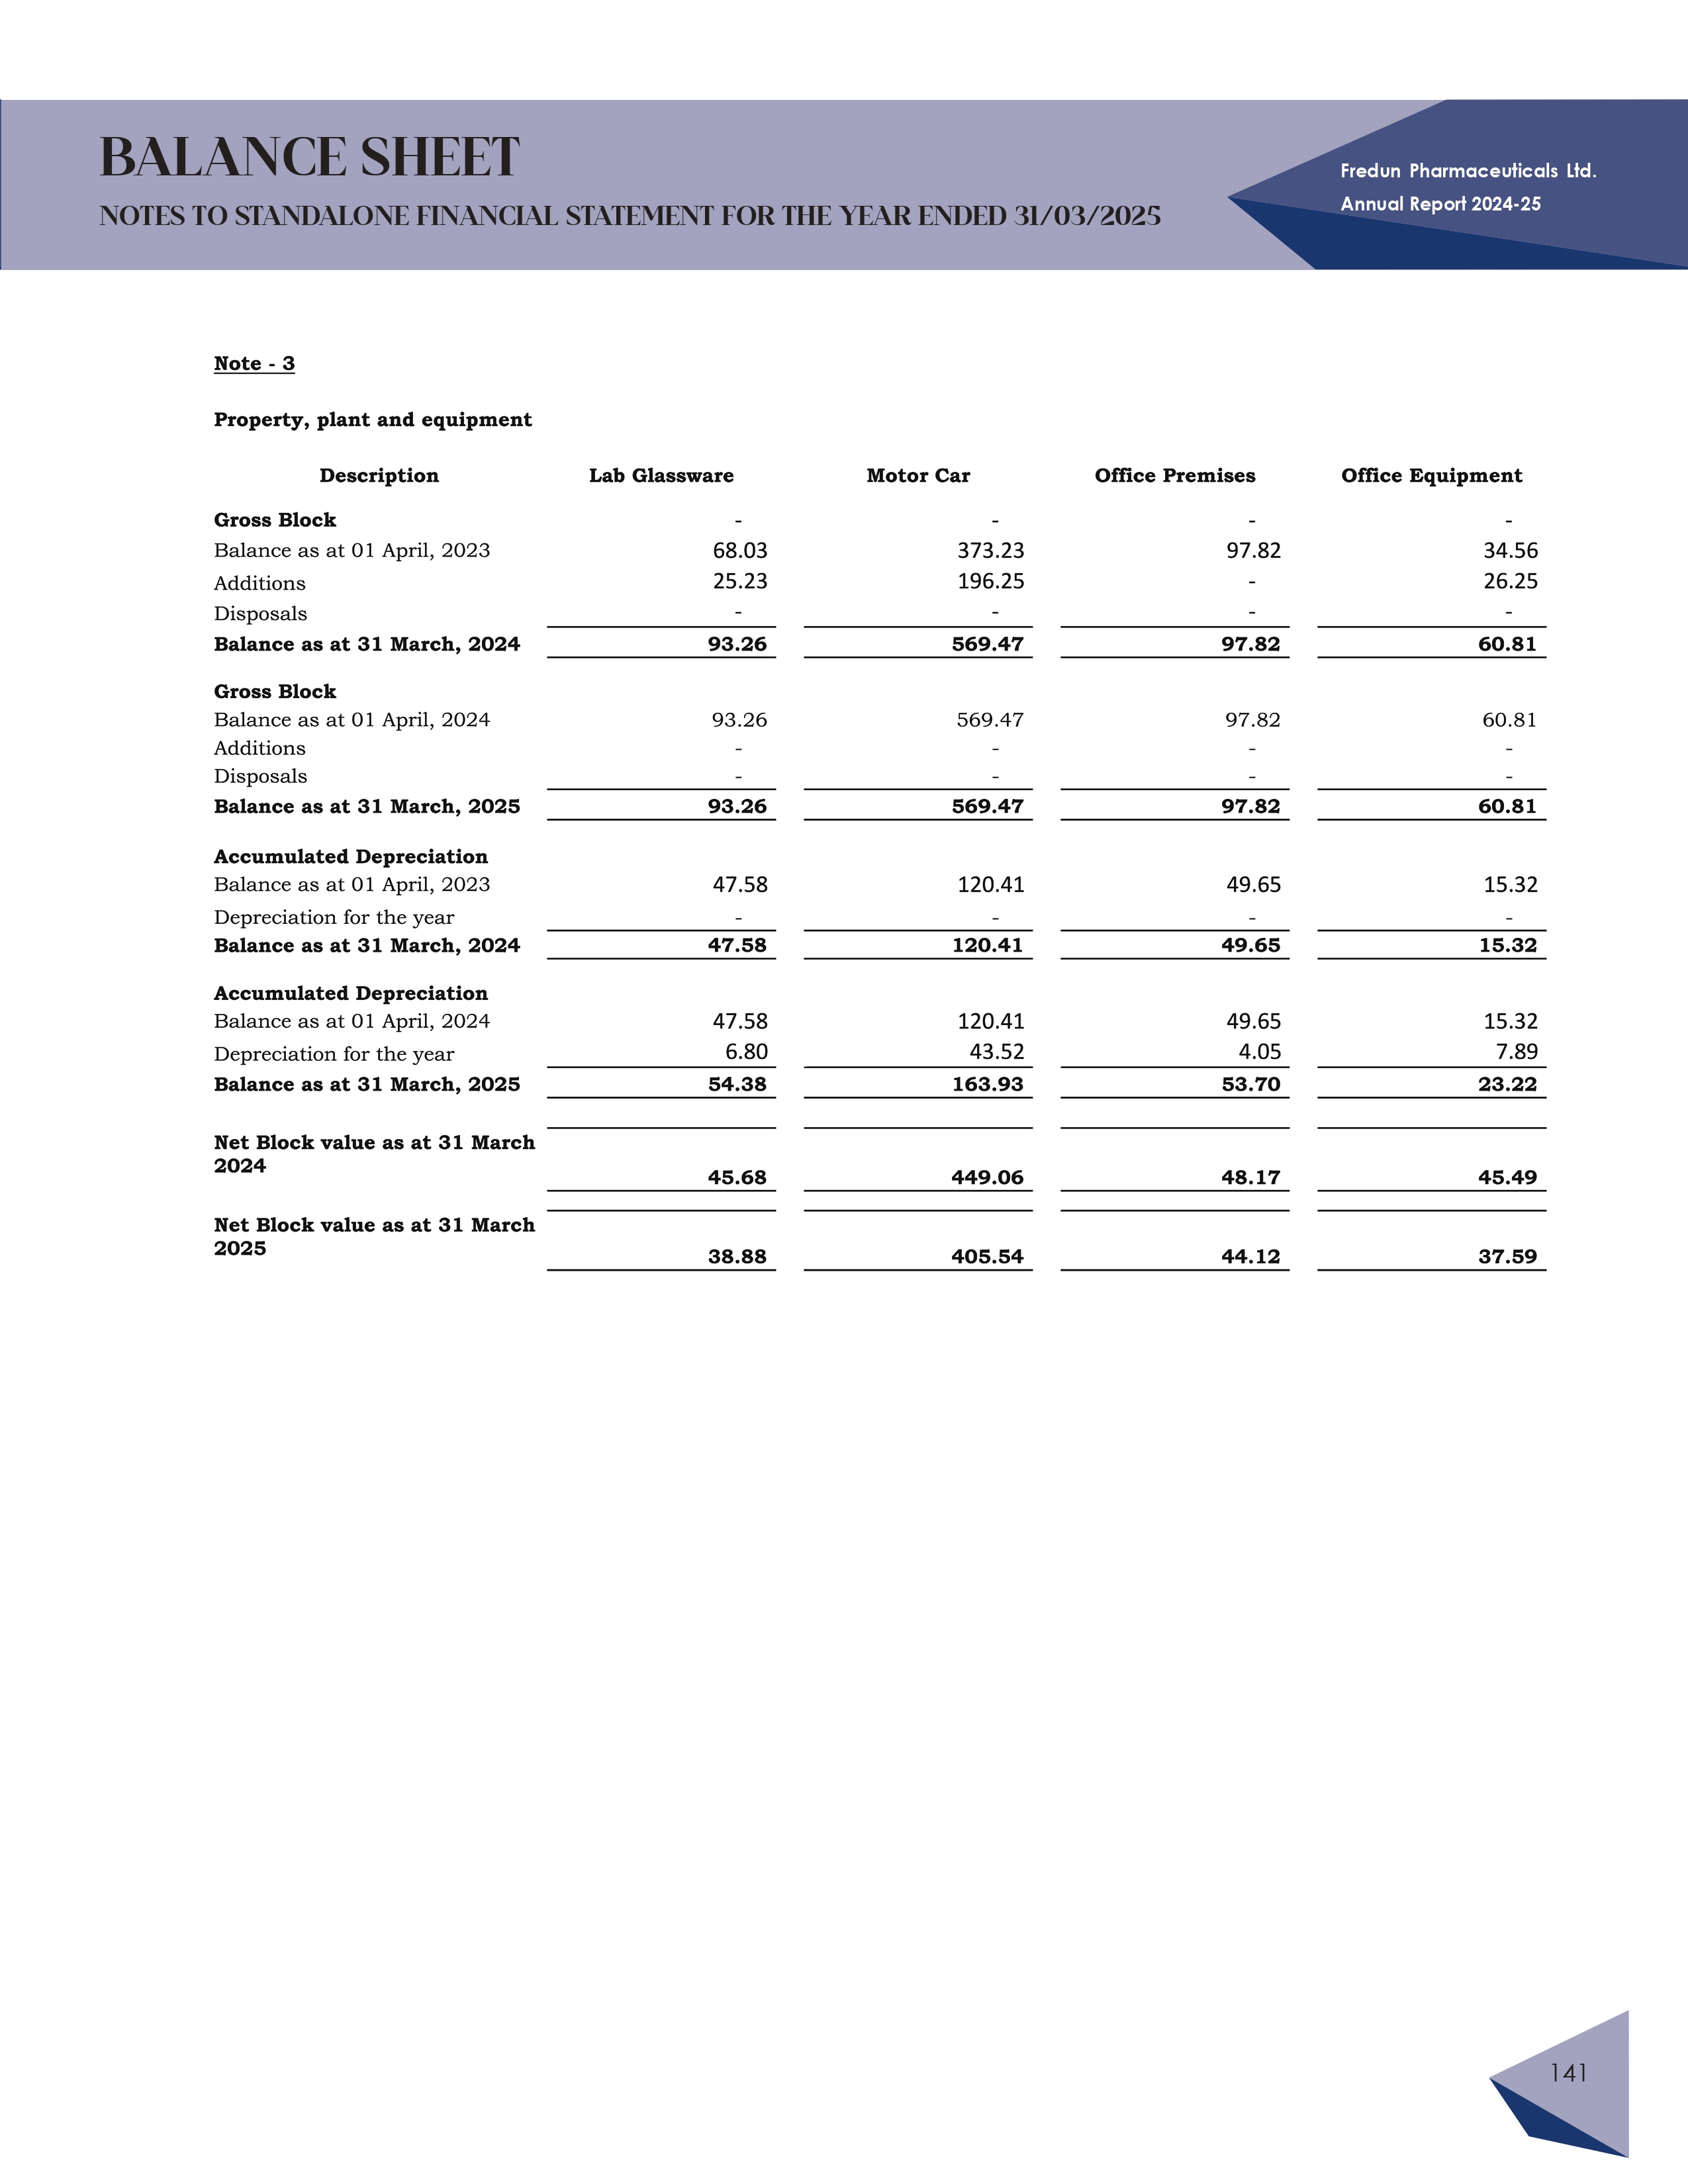 BALANCE SHEET
NOTES TO STANDALONE FINANCIAL STATEMENT FOR THE YEAR ENDED 31/03/2025
Fredun Pharmaceuticals Ltd.
Annual Report 2024-25
Note - 3
Property, plant and equipment
Description Lab Glassware Motor Car Office Premises Office Equipment
Gross Block - - - -
Balance as at 01 April, 2023 68.03 373.23 97.82 34.56
Additions 25.23 196.25 - 26.25
Disposals - - - -
Balance as at 31 March, 2024 93.26 569.47 97.82 60.81
Gross Block
Balance as at 01 April, 2024 93.26 569.47 97.82 60.81
Additions - - - -
Disposals - - - -
Balance as at 31 March, 2025 93.26 569.47 97.82 60.81
Accumulated Depreciation
Balance as at 01 April, 2023 47.58 120.41 49.65 15.32
Depreciation for the year - - - -
Balance as at 31 March, 2024 47.58 120.41 49.65 15.32
Accumulated Depreciation
Balance as at 01 April, 2024 47.58 120.41 49.65 15.32
Depreciation for the year 6.80 43.52 4.05 7.89
Balance as at 31 March, 2025 54.38 163.93 53.70 23.22
Net Block value as at 31 March
2024 45.68 449.06 48.17 45.49
Net Block value as at 31 March
2025 38.88 405.54 44.12 37.59
141